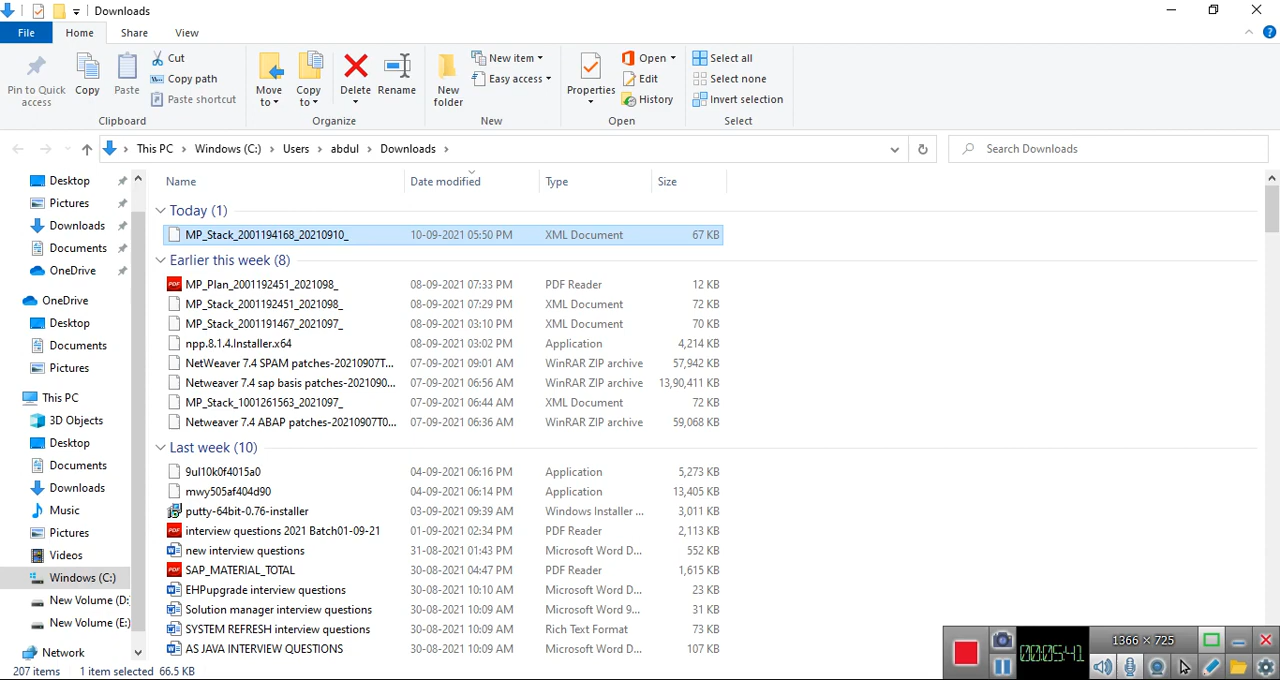 Downloads
File Home Share View
Pin to Quick access
Copy
Paste
Cut
Copy path
Paste shortcut
Clipboard
Move to
Copy to
Delete
Rename
Organize
New folder
New item
Easy access
New
Properties
Open
Edit
History
Open
Select all
Select none
Invert selection
Select
This PC > Windows (C:) > Users > abdul > Downloads >
Search Downloads
Desktop
Pictures
Downloads
Documents
OneDrive
OneDrive
Desktop
Documents
Pictures
This PC
3D Objects
Desktop
Documents
Downloads
Music
Pictures
Videos
Windows (C:)
New Volume (D:
New Volume (E:)
Network
Name Date modified Type Size
Today (1)
MP_Stack_2001194168_20210910_ 10-09-2021 05:50 PM XML Document 67 KB
Earlier this week (8)
MP_Plan_2001192451_2021098_ 08-09-2021 07:33 PM PDF Reader 12 KB
MP_Stack_2001192451_2021098_ 08-09-2021 07:29 PM XML Document 72 KB
MP_Stack_2001191467_2021097_ 08-09-2021 03:10 PM XML Document 70 KB
npp.8.1.4.Installer.x64 08-09-2021 03:02 PM Application 4,214 KB
NetWeaver 7.4 SPAM patches-20210907T... 07-09-2021 09:01 AM WinRAR ZIP archive 57,942 KB
Netweaver 7.4 sap basis patches-202109​0... 07-09-2021 06:56 AM WinRAR ZIP archive 13,90,411 KB
MP_Stack_1001261563_2021097_ 07-09-2021 06:44 AM XML Document 72 KB
Netweaver 7.4 ABAP patches-20210907T0... 07-09-2021 06:36 AM WinRAR ZIP archive 59,068 KB
Last week (10)
9ul10k0f4015a0 04-09-2021 06:16 PM Application 5,273 KB
mwy505af404d90 04-09-2021 06:14 PM Application 13,405 KB
putty-64bit-0.76-installer 03-09-2021 09:39 AM Windows Installer ... 3,011 KB
interview questions 2021 Batch01-09-21 01-09-2021 02:34 PM PDF Reader 2,113 KB
new interview questions 31-08-2021 01:43 PM Microsoft Word D... 552 KB
SAP_MATERIAL_TOTAL 30-08-2021 04:47 PM PDF Reader 1,615 KB
EHPupgrade interview questions 30-08-2021 10:10 AM Microsoft Word D... 23 KB
Solution manager interview questions 30-08-2021 10:09 AM Microsoft Word 9... 31 KB
SYSTEM REFRESH interview questions 30-08-2021 10:09 AM Rich Text Format 73 KB
AS JAVA INTERVIEW QUESTIONS 30-08-2021 10:09 AM Microsoft Word D... 107 KB
207 items 1 item selected 66.5 KB
00:05:41
1366 × 725